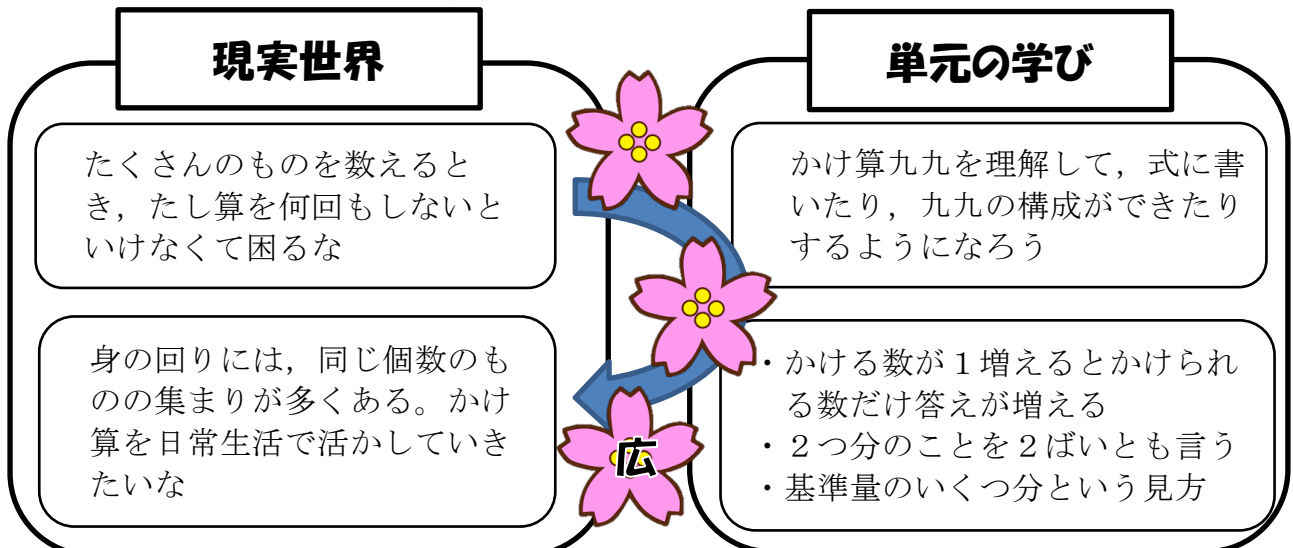 現実世界
たくさんのものを数えると
き，たし算を何回もしないと
いけなくて困るな
身の回りには，同じ個数のも
のの集まりが多くある。かけ
算を日常生活で活かしていき
たいな
広
単元の学び
かけ算九九を理解して，式に書
いたり，九九の構成ができたり
するようになろう
・かける数が１増えるとかけられ
る数だけ答えが増える
・２つ分のことを２ばいとも言う
・基準量のいくつ分という見方